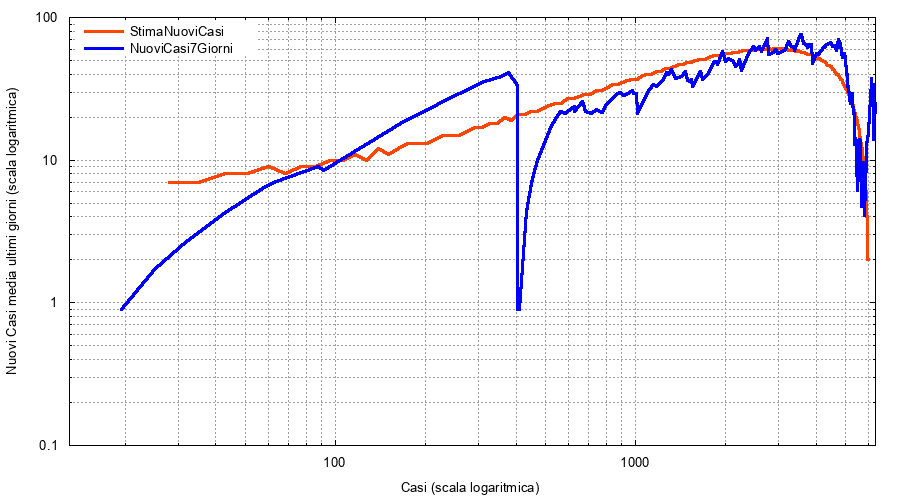 100
10
1
0.1
StimaNuoviCasi
NuoviCasi7Giorni
Nuovi Casi media ultimi giorni (scala logaritmica)
100
1000
Casi (scala logaritmica)